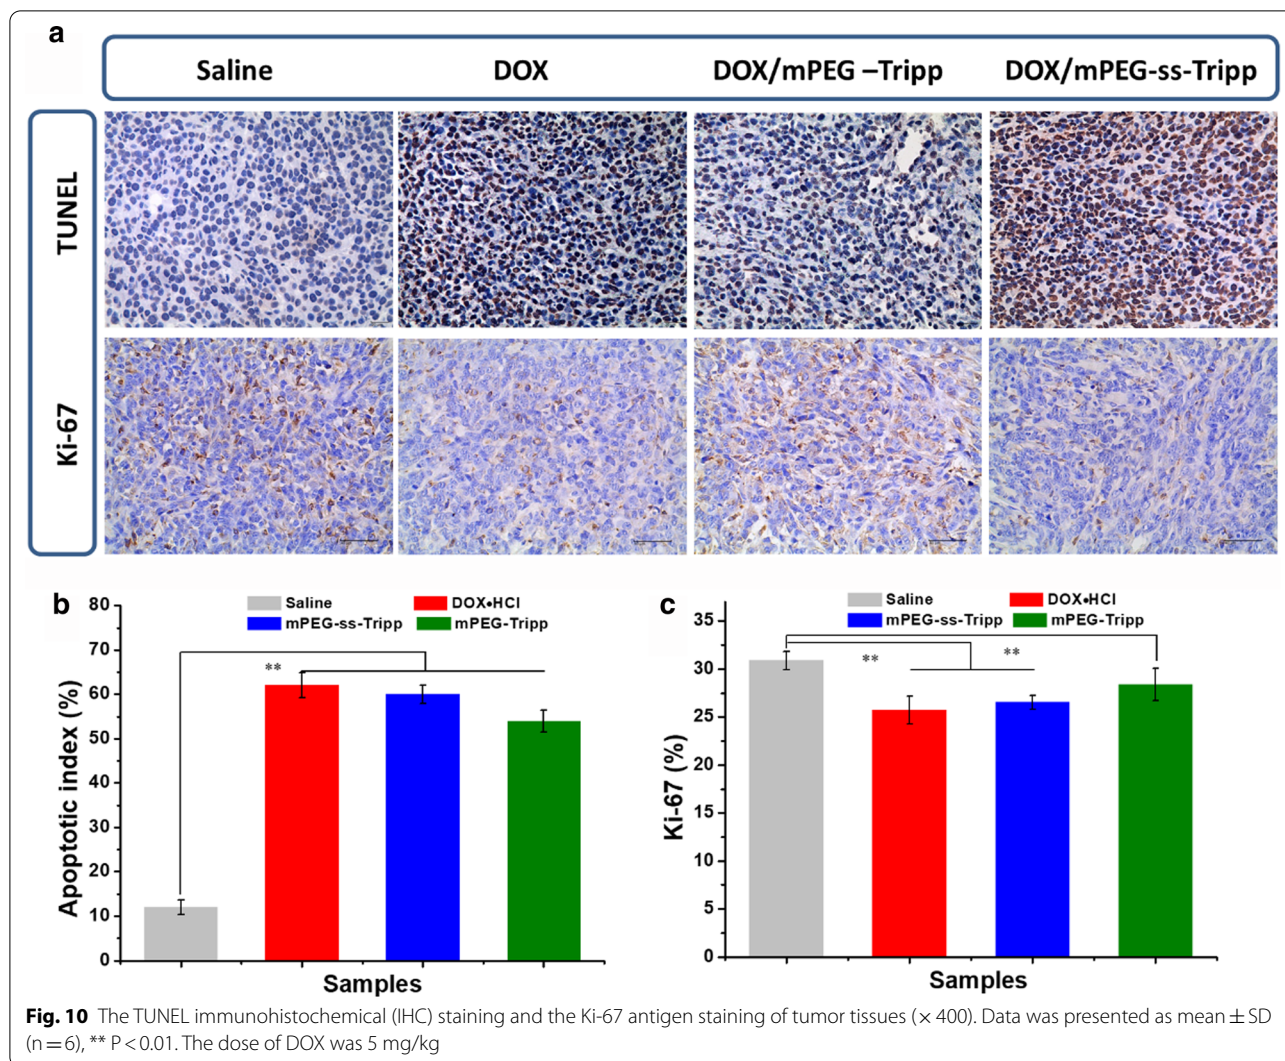 a
Saline DOX DOX/mPEG –Tripp DOX/mPEG-ss-Tripp
TUNEL
Ki-67
b
Saline DOX•HCl
mPEG-ss-Tripp mPEG-Tripp
80
70
60
50
40
30
20
10
0
Apoptotic index (%)
**
Samples
c
Saline DOX•HCl
mPEG-ss-Tripp mPEG-Tripp
35
30
25
20
15
10
5
0
Ki-67 (%)
** **
Samples
Fig. 10 The TUNEL immunohistochemical (IHC) staining and the Ki-67 antigen staining of tumor tissues (× 400). Data was presented as mean ± SD
(n = 6), ** P < 0.01. The dose of DOX was 5 mg/kg